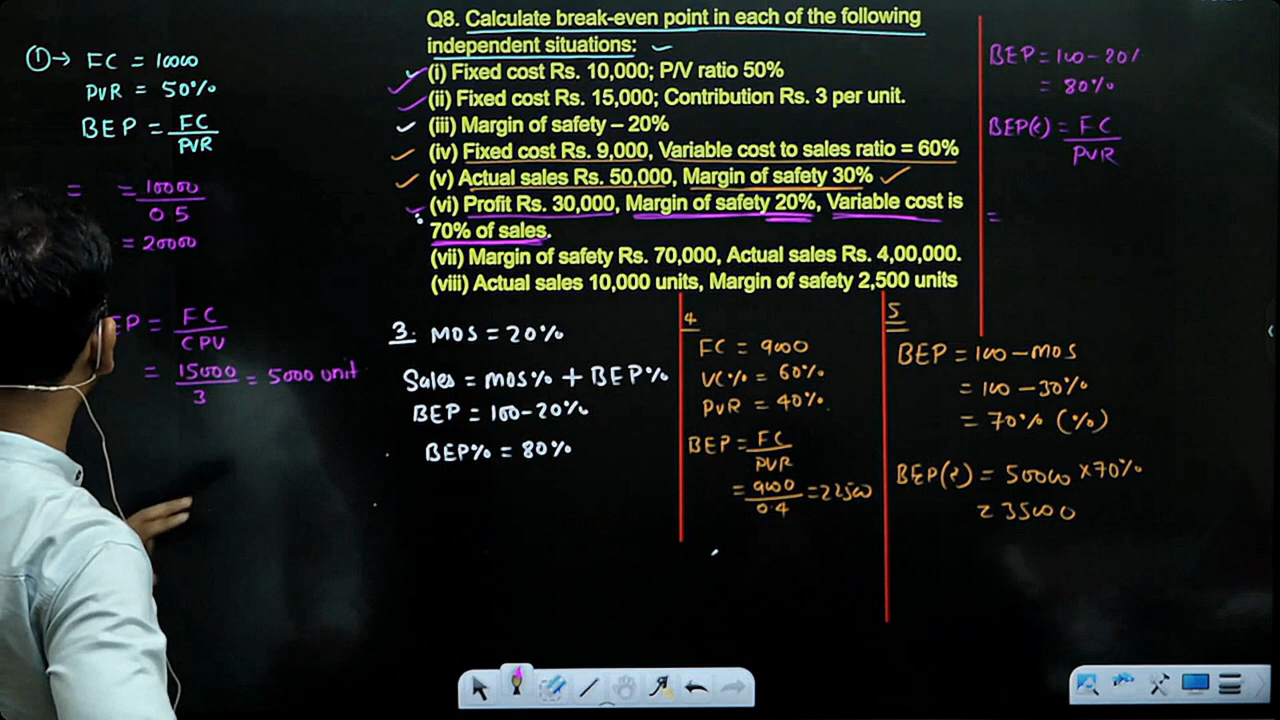 Q8. Calculate break-even point in each of the following
independent situations:
(i) Fixed cost Rs. 10,000; P/V ratio 50%
(ii) Fixed cost Rs. 15,000; Contribution Rs. 3 per unit.
(iii) Margin of safety – 20%
(iv) Fixed cost Rs. 9,000, Variable cost to sales ratio = 60%
(v) Actual sales Rs. 50,000, Margin of safety 30%
(vi) Profit Rs. 30,000, Margin of safety 20%, Variable cost is
70% of sales.
(vii) Margin of safety Rs. 70,000, Actual sales Rs. 4,00,000.
(viii) Actual sales 10,000 units, Margin of safety 2,500 units
① → FC = 10000
PVR = 50%
BEP = FC
PVR
= = 10000
0 5
= 20000
EP = FC
CPV
= 15000 = 5000 unit
3
3. MOS = 20%
Sales = MOS% + BEP%
BEP = 100 - 20%
BEP% = 80%
4
FC = 9000
VC% = 60%
PVR = 40%.
BEP = FC
PVR
= 9000 = 22500
0.4
5
BEP = 100 - MOS
= 100 - 30%
= 70% (%)
BEP(₹) = 50000 × 70%
= 35000
BEP = 100 - 20%
= 80%
BEP(₹) = FC
PVR
=